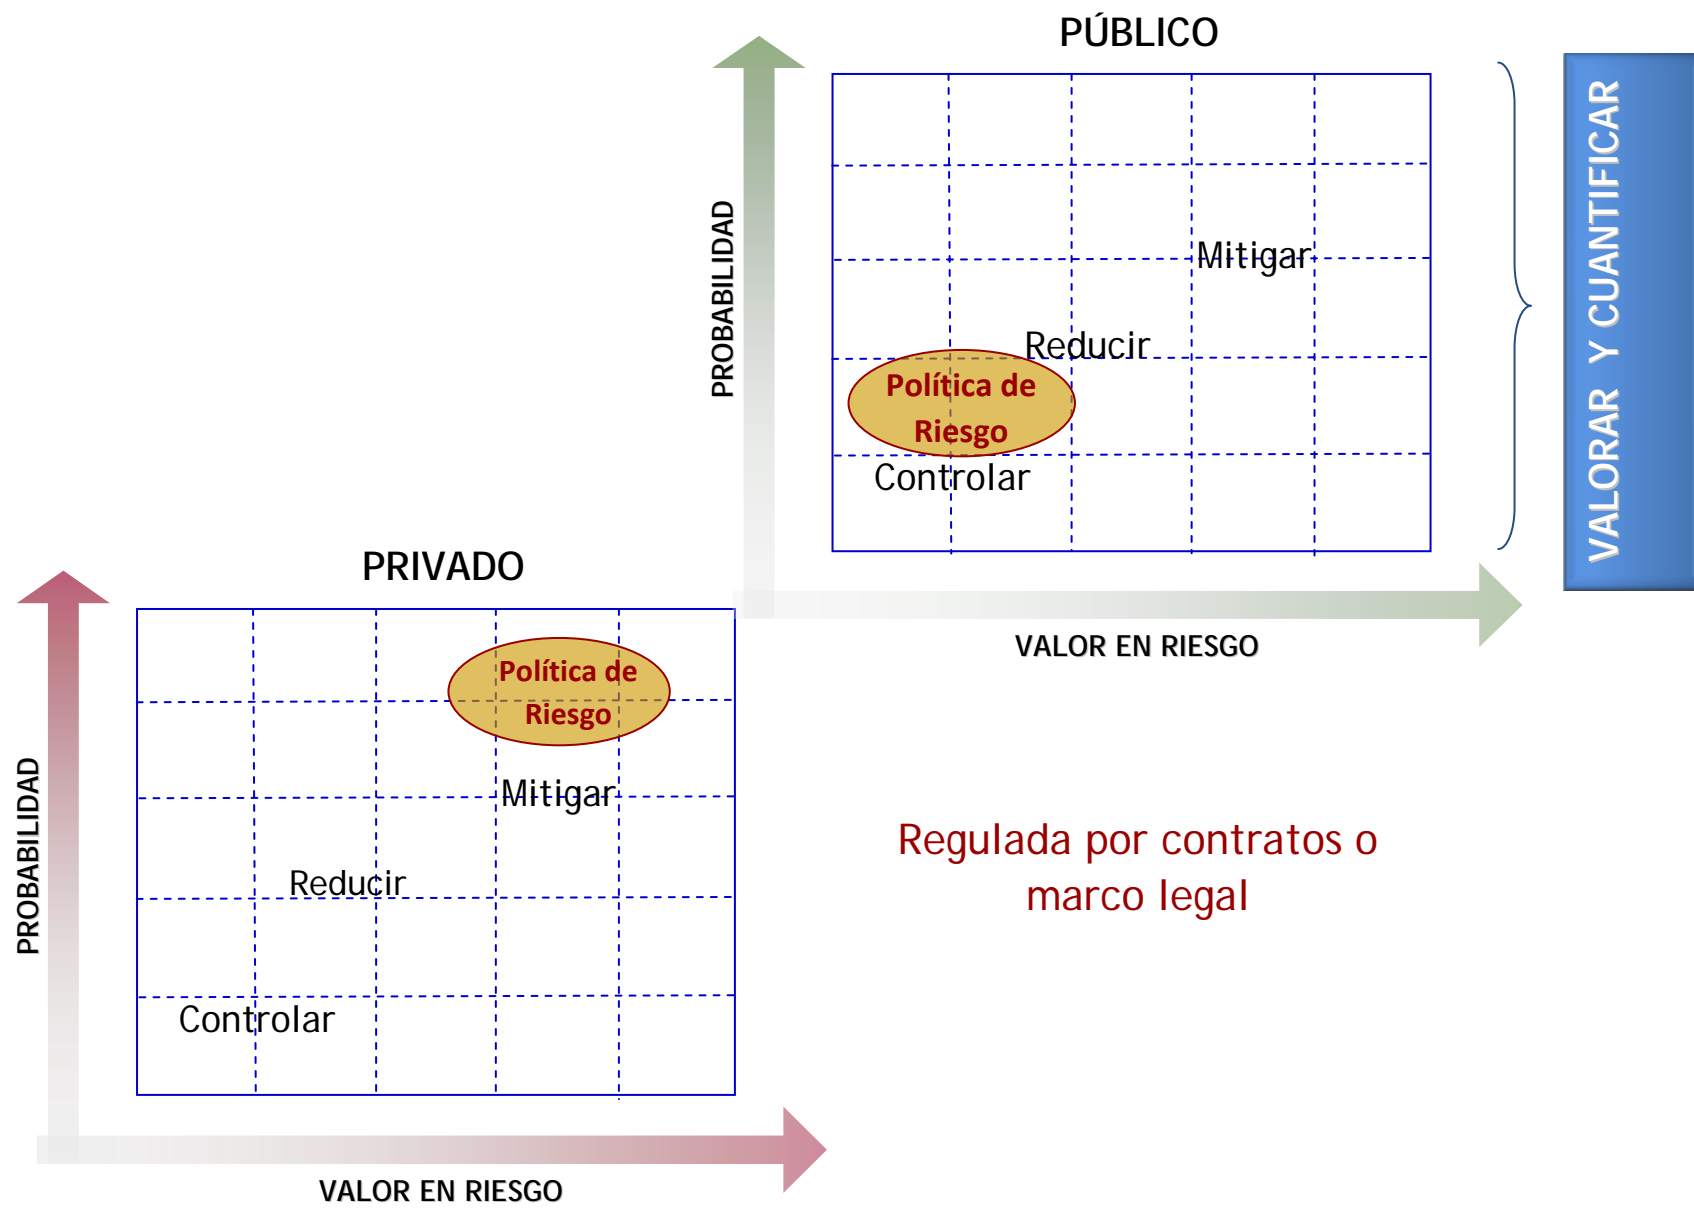 PÚBLICO
PROBABILIDAD
Mitigar
Reducir
Política de
Riesgo
Controlar
VALOR EN RIESGO
VALORAR Y CUANTIFICAR
PRIVADO
PROBABILIDAD
Política de
Riesgo
Mitigar
Reducir
Controlar
VALOR EN RIESGO
Regulada por contratos o
marco legal